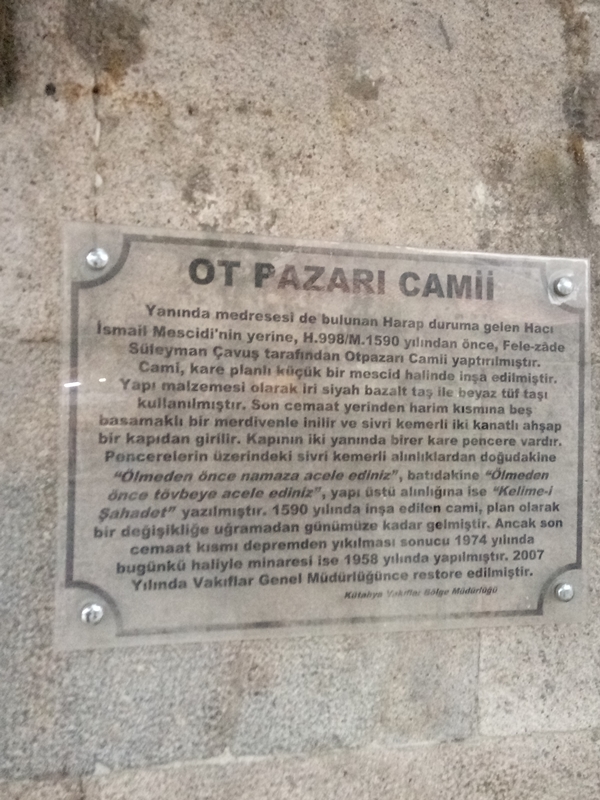 OT PAZARI CAMİİ
Yanında medresesi de bulunan Harap duruma gelen Hacı
İsmail Mescidi'nin yerine, H.998/M.1590 yılından önce, Fele-zâde
Süleyman Çavuş tarafından Otpazarı Camii yaptırılmıştır.
Cami, kare planlı küçük bir mescid halinde inşa edilmiştir.
Yapı malzemesi olarak iri siyah bazalt taş ile beyaz tüf taşı
kullanılmıştır. Son cemaat yerinden harim kısmına beş
basamaklı bir merdivenle inilir ve sivri kemerli iki kanatlı ahşap
bir kapıdan girilir. Kapının iki yanında birer kare pencere vardır.
Pencerelerin üzerindeki sivri kemerli alınlıklardan doğudakine
"Ölmeden önce namaza acele ediniz", batıdakine "Ölmeden
önce tövbeye acele ediniz", yapı üstü alınlığına ise "Kelime-i
Şahadet" yazılmıştır. 1590 yılında inşa edilen cami, plan olarak
bir değişikliğe uğramadan günümüze kadar gelmiştir. Ancak son
cemaat kısmı depremden yıkılması sonucu 1974 yılında
bugünkü haliyle minaresi ise 1958 yılında yapılmıştır. 2007
Yılında Vakıflar Genel Müdürlüğünce restore edilmiştir.
Kütahya Vakıflar Bölge Müdürlüğü